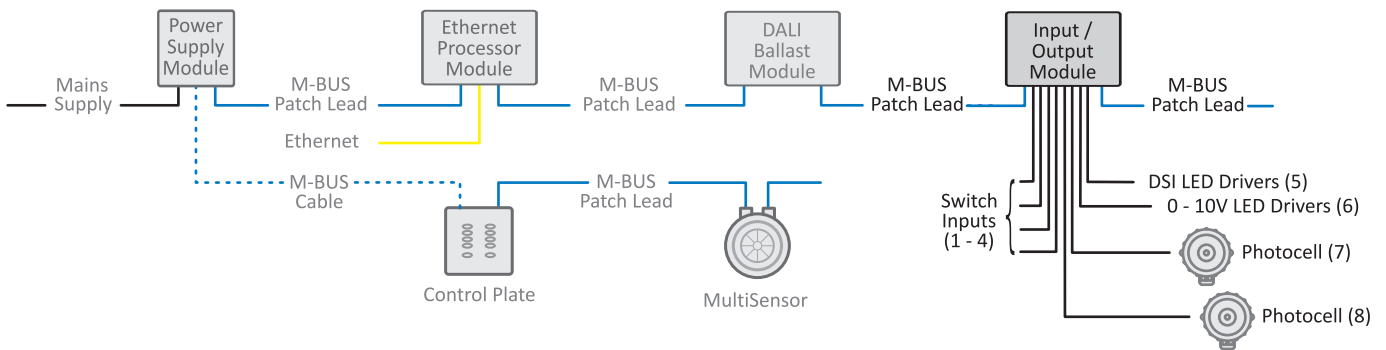 Power
Supply
Module
Ethernet
Processor
Module
DALI
Ballast
Module
Input /
Output
Module
Mains
Supply
M-BUS
Patch Lead
M-BUS
Patch Lead
M-BUS
Patch Lead
M-BUS
Patch Lead
Ethernet
M-BUS
Cable
M-BUS
Patch Lead
Control Plate
MultiSensor
Switch
Inputs
(1 - 4)
DSI LED Drivers (5)
0 - 10V LED Drivers (6)
Photocell (7)
Photocell (8)